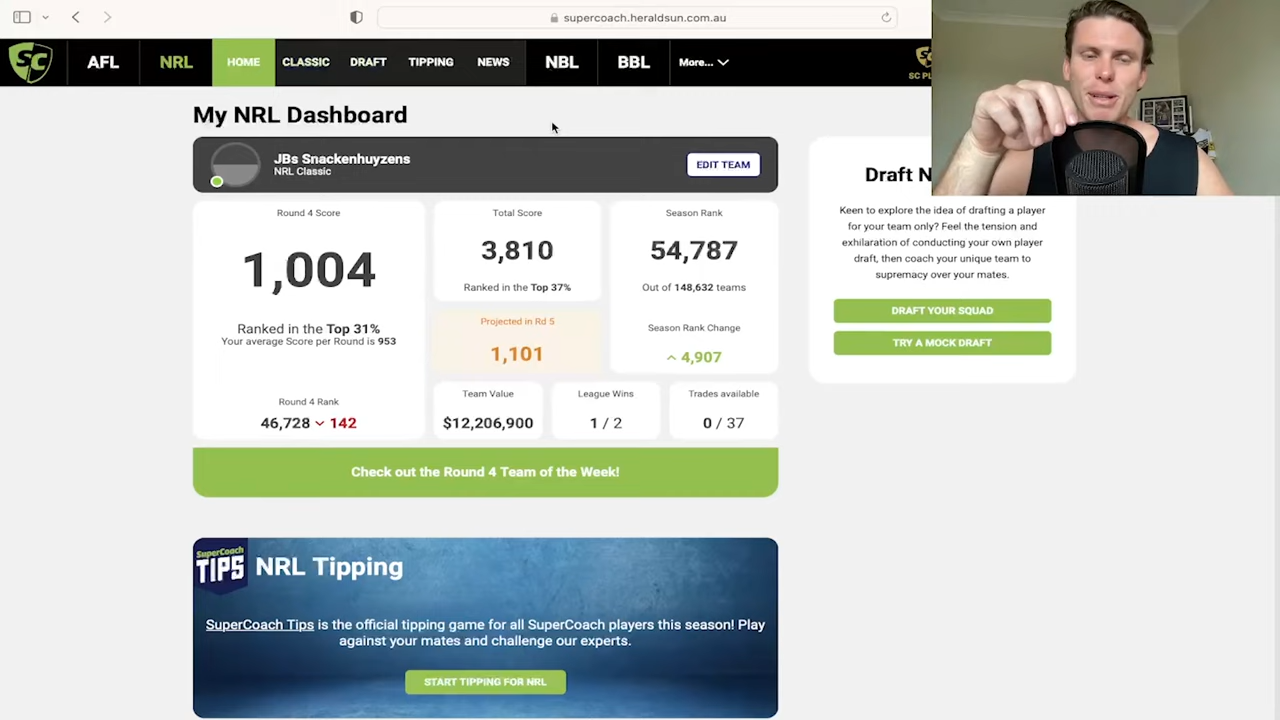 supercoach.heraldsun.com.au
SC
AFL
NRL
HOME
CLASSIC
DRAFT
TIPPING
NEWS
NBL
BBL
More...
My NRL Dashboard
JBs Snackenhuyzens
NRL Classic
EDIT TEAM
Round 4 Score
1,004
Ranked in the Top 31%
Your average Score per Round is 953
Round 4 Rank
46,728 142
Total Score
3,810
Ranked in the Top 37%
Projected in Rd 5
1,101
Season Rank
54,787
Out of 148,632 teams
Season Rank Change
4,907
Team Value
$12,206,900
League Wins
1 / 2
Trades available
0 / 37
Check out the Round 4 Team of the Week!
Draft N
Keen to explore the idea of drafting a player
for your team only? Feel the tension and
exhilaration of conducting your own player
draft, then coach your unique team to
supremacy over your mates.
DRAFT YOUR SQUAD
TRY A MOCK DRAFT
SuperCoach
TIPS
NRL Tipping
SuperCoach Tips is the official tipping game for all SuperCoach players this season! Play
against your mates and challenge our experts.
START TIPPING FOR NRL